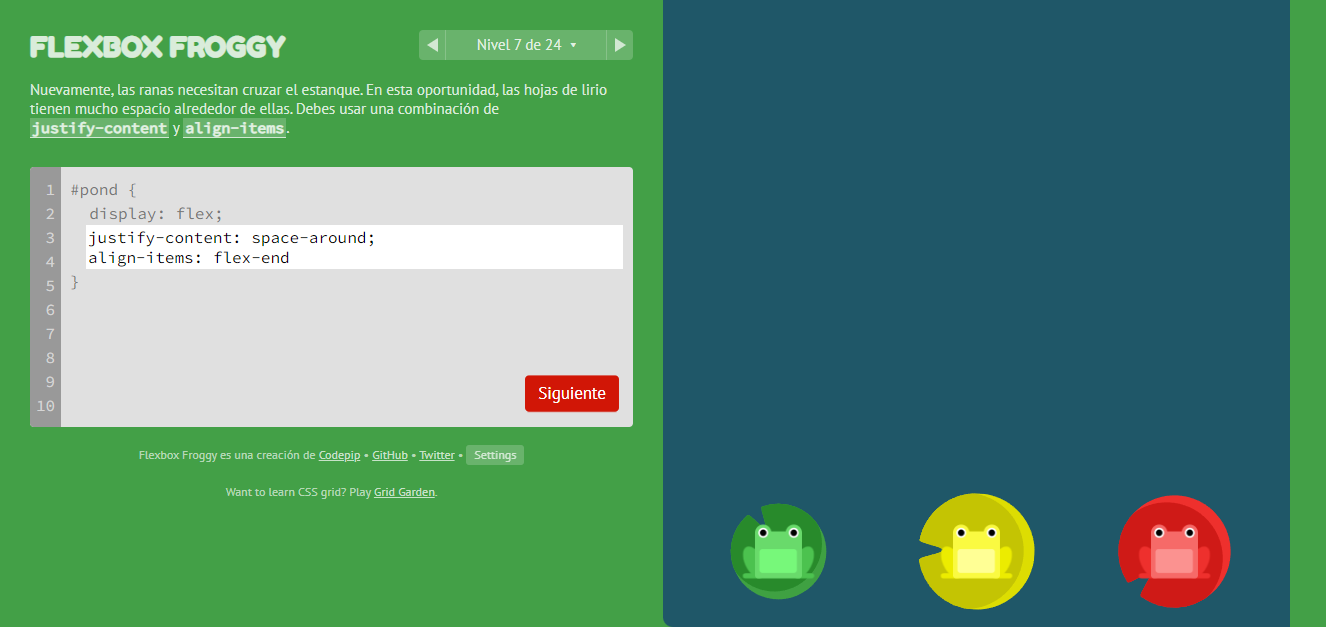 FLEXBOX FROGGY
Nivel 7 de 24
Nuevamente, las ranas necesitan cruzar el estanque. En esta oportunidad, las hojas de lirio
tienen mucho espacio alrededor de ellas. Debes usar una combinación de
justify-content y align-items.
1 #pond {
2 display: flex;
3 justify-content: space-around;
4 align-items: flex-end
5 }
6
7
8
9
10
Siguiente
Flexbox Froggy es una creación de Codepip • GitHub • Twitter • Settings
Want to learn CSS grid? Play Grid Garden.